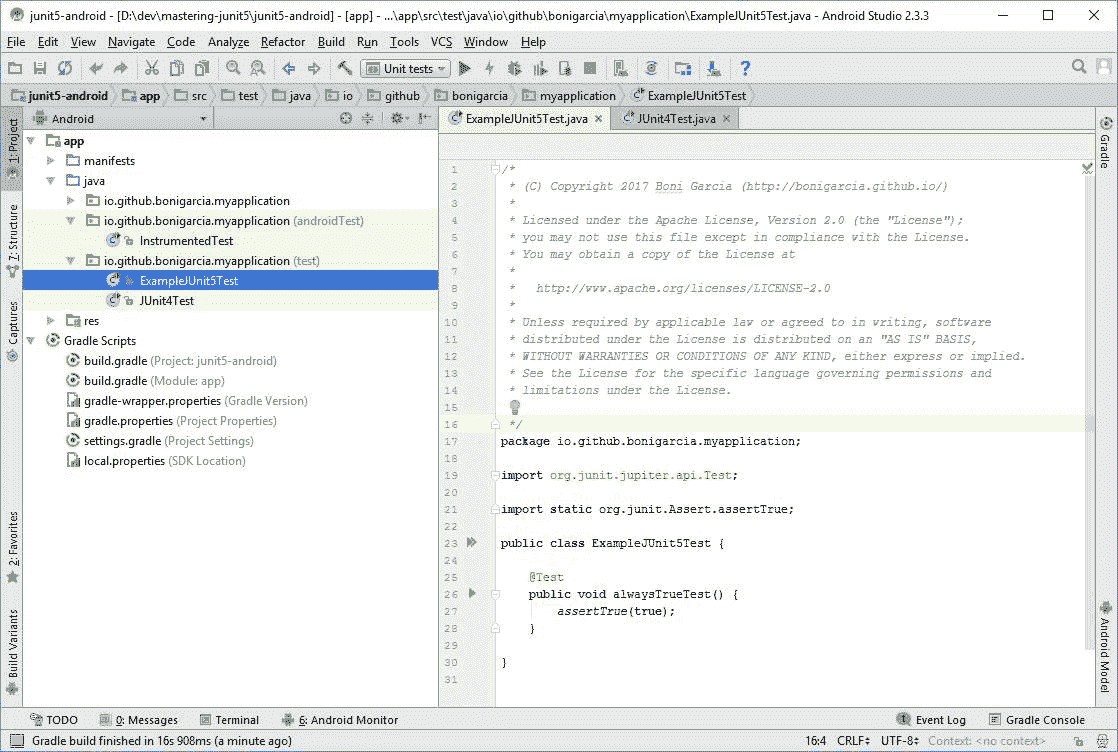 junit5-android - [D:\dev\mastering-junit5\junit5-android] - [app] - ...\app\src\test\java\io\github\bonigarcia\myapplication\ExampleJUnit5Test.java - Android Studio 2.3.3
File Edit View Navigate Code Analyze Refactor Build Run Tools VCS Window Help
Unit tests
junit5-android app src test java io github bonigarcia myapplication ExampleJUnit5Test
Android
ExampleJUnit5Test.java JUnit4Test.java
1: Project
7: Structure
Captures
2: Favorites
Build Variants
app
manifests
java
io.github.bonigarcia.myapplication
io.github.bonigarcia.myapplication (androidTest)
InstrumentedTest
io.github.bonigarcia.myapplication (test)
ExampleJUnit5Test
JUnit4Test
res
Gradle Scripts
build.gradle (Project: junit5-android)
build.gradle (Module: app)
gradle-wrapper.properties (Gradle Version)
gradle.properties (Project Properties)
settings.gradle (Project Settings)
local.properties (SDK Location)
1 /*
2 * (C) Copyright 2017 Boni Garcia (http://bonigarcia.github.io/)
3 *
4 * Licensed under the Apache License, Version 2.0 (the "License");
5 * you may not use this file except in compliance with the License.
6 * You may obtain a copy of the License at
7 *
8 * http://www.apache.org/licenses/LICENSE-2.0
9 *
10 * Unless required by applicable law or agreed to in writing, software
11 * distributed under the License is distributed on an "AS IS" BASIS,
12 * WITHOUT WARRANTIES OR CONDITIONS OF ANY KIND, either express or implied.
13 * See the License for the specific language governing permissions and
14 * limitations under the License.
15
16 */
17 package io.github.bonigarcia.myapplication;
18
19 import org.junit.jupiter.api.Test;
20
21 import static org.junit.Assert.assertTrue;
22
23 public class ExampleJUnit5Test {
24
25 @Test
26 public void alwaysTrueTest() {
27 assertTrue(true);
28 }
29
30 }
31
Gradle
Android Model
TODO 0: Messages Terminal 6: Android Monitor Event Log Gradle Console
Gradle build finished in 16s 908ms (a minute ago) 16:4 CRLF UTF-8 Context: <no context>